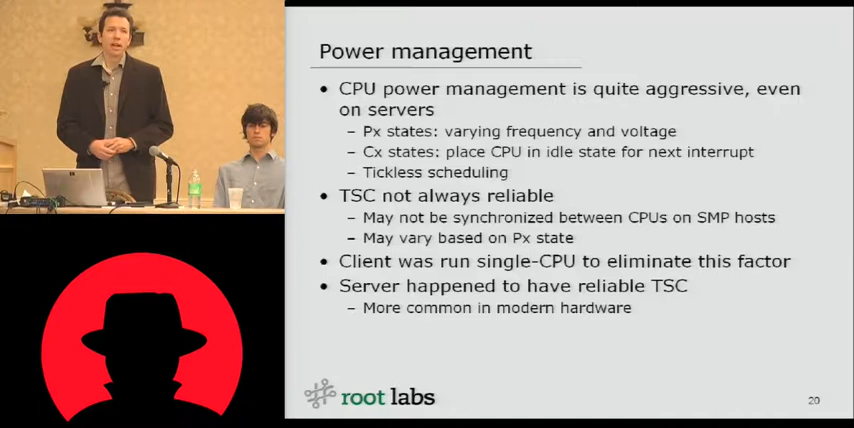 Power management
• CPU power management is quite aggressive, even
on servers
– Px states: varying frequency and voltage
– Cx states: place CPU in idle state for next interrupt
– Tickless scheduling
• TSC not always reliable
– May not be synchronized between CPUs on SMP hosts
– May vary based on Px state
• Client was run single-CPU to eliminate this factor
• Server happened to have reliable TSC
– More common in modern hardware
root labs
20